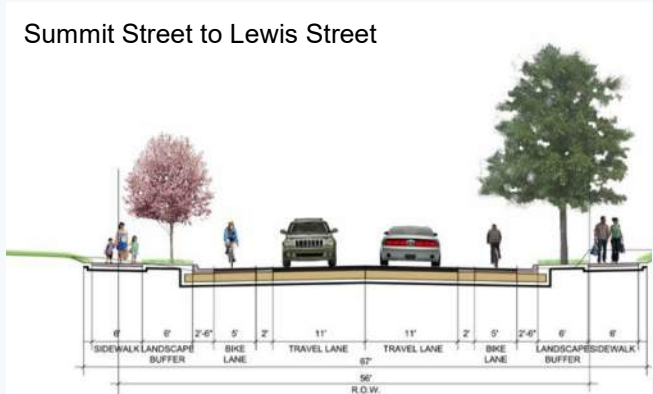 Summit Street to Lewis Street
6' 6' 2'-6" 5' 2' 11' 11' 2' 5' 2'-6" 6' 6'
SIDEWALK LANDSCAPE BUFFER BIKE LANE TRAVEL LANE TRAVEL LANE BIKE LANE LANDSCAPE BUFFER SIDEWALK
67'
56'
R.O.W.